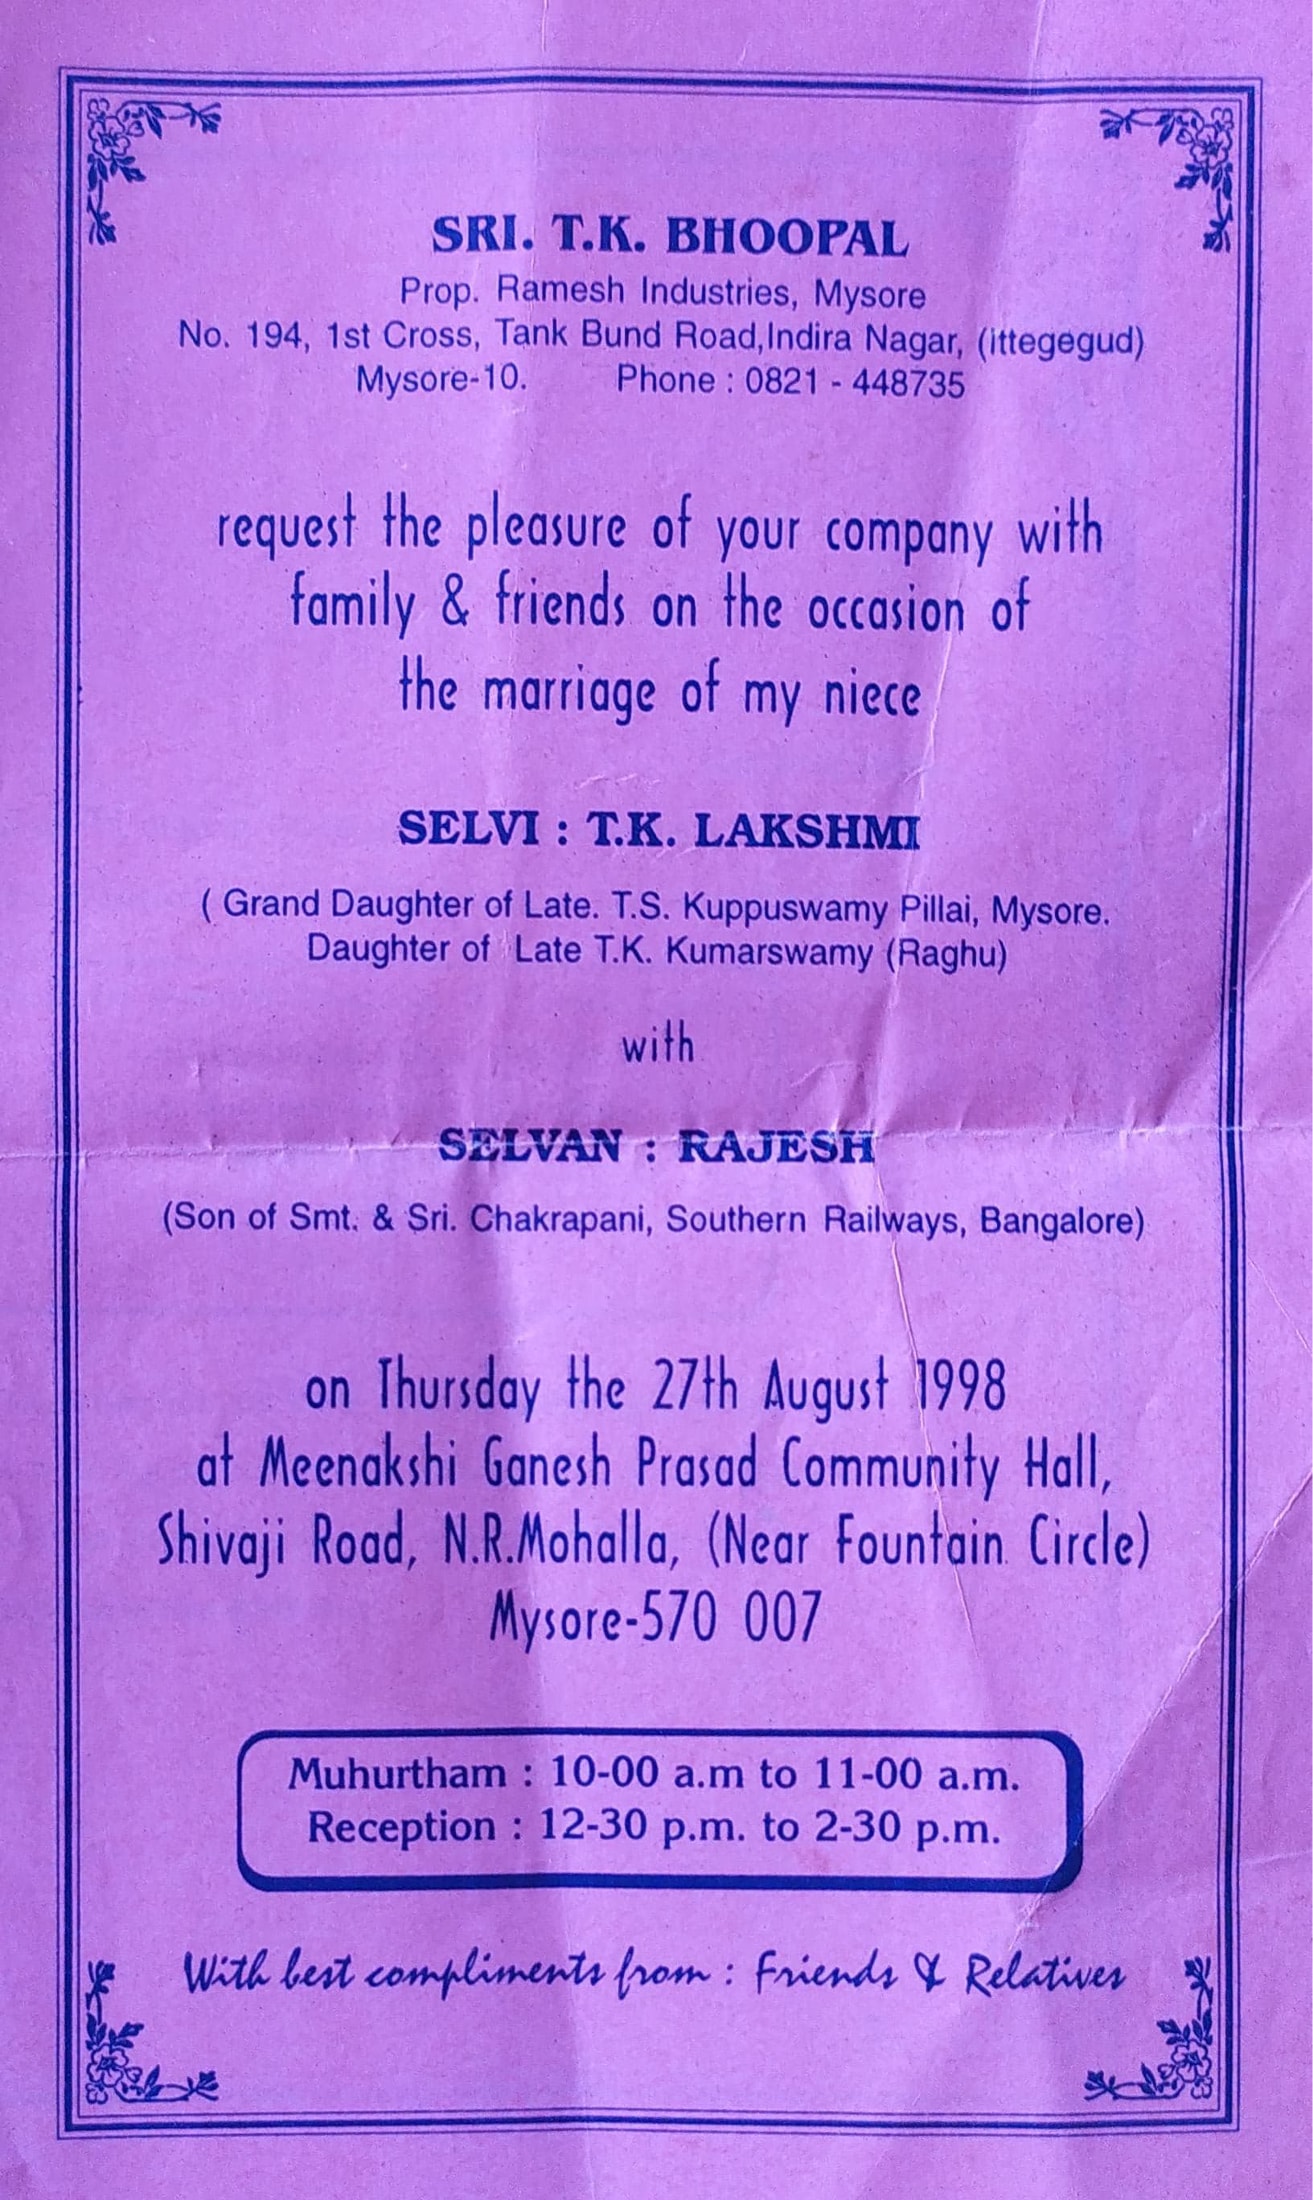 SRI. T.K. BHOOPAL
Prop. Ramesh Industries, Mysore
No. 194, 1st Cross, Tank Bund Road,Indira Nagar, (ittegegud)
Mysore-10. Phone : 0821 - 448735
request the pleasure of your company with
family & friends on the occasion of
the marriage of my niece
SELVI : T.K. LAKSHMI
( Grand Daughter of Late. T.S. Kuppuswamy Pillai, Mysore.
Daughter of Late T.K. Kumarswamy (Raghu)
with
SELVAN : RAJESH
(Son of Smt. & Sri. Chakrapani, Southern Railways, Bangalore)
on Thursday the 27th August 1998
at Meenakshi Ganesh Prasad Community Hall,
Shivaji Road, N.R.Mohalla, (Near Fountain Circle)
Mysore-570 007
Muhurtham : 10-00 a.m to 11-00 a.m.
Reception : 12-30 p.m. to 2-30 p.m.
With best compliments from : Friends & Relatives